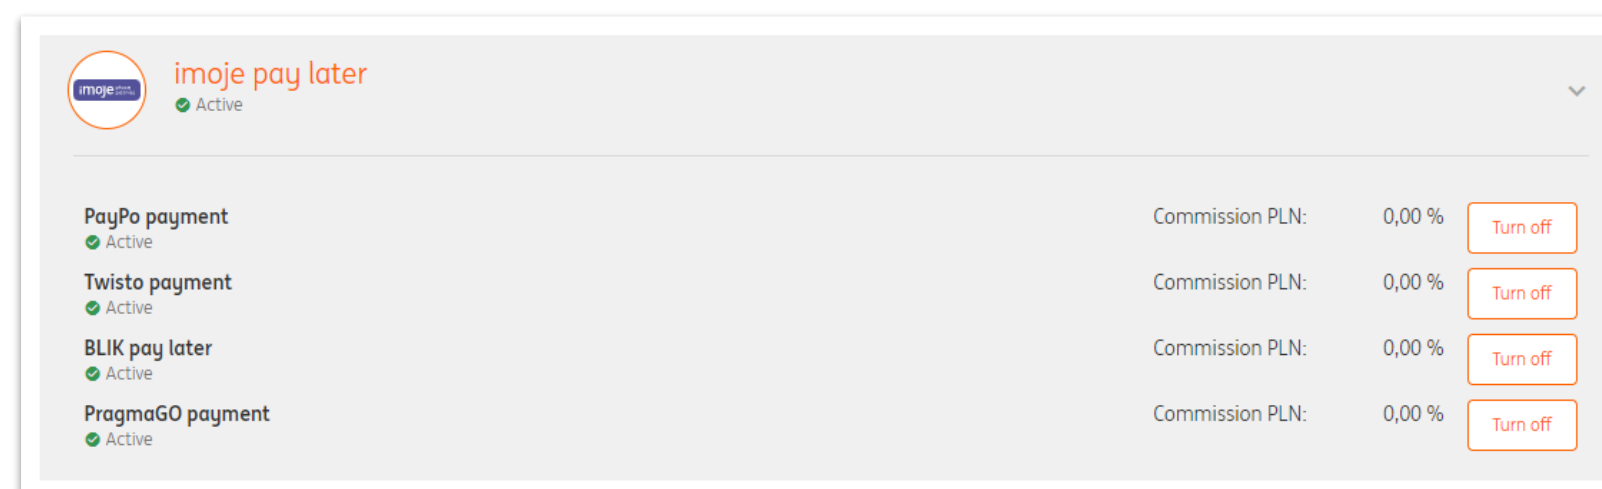 imoje
imoje pay later
Active
PayPo payment
Active
Commission PLN: 0,00 % Turn off
Twisto payment
Active
Commission PLN: 0,00 % Turn off
BLIK pay later
Active
Commission PLN: 0,00 % Turn off
PragmaGO payment
Active
Commission PLN: 0,00 % Turn off